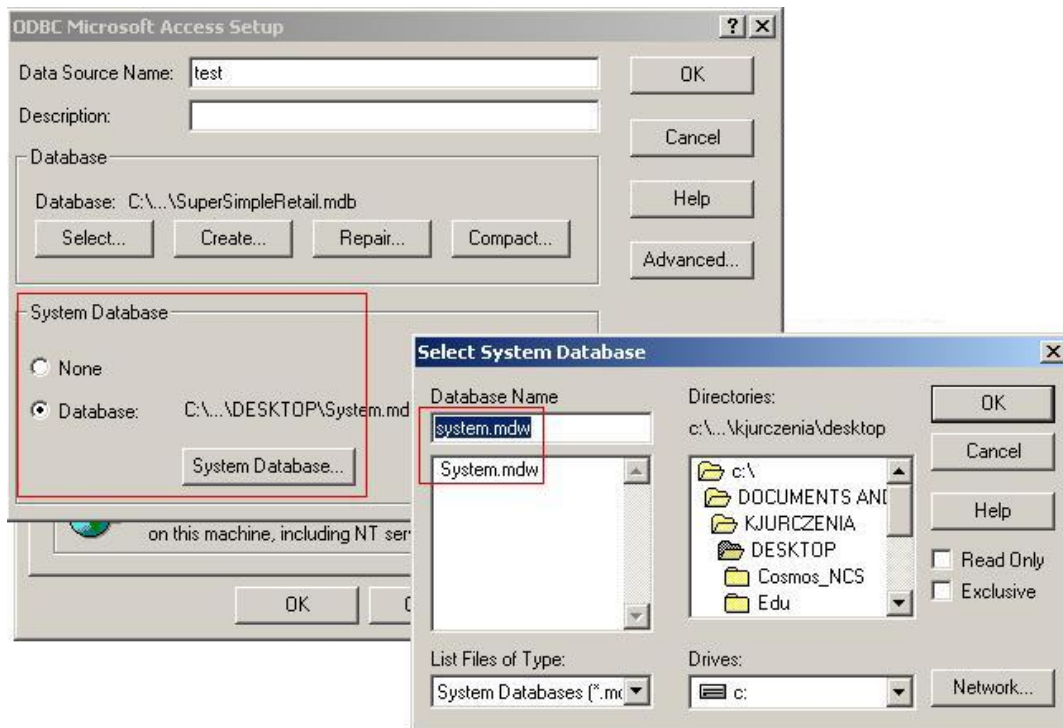 ODBC Microsoft Access Setup
Data Source Name: test
OK
Description:
Cancel
Database
Database: C:\...\SuperSimpleRetail.mdb
Help
Select... Create... Repair... Compact...
Advanced...
System Database
None
Database: C:\...\DESKTOP\System.md
System Database...
on this machine, including NT ser
OK
Select System Database
Database Name
system.mdw
System.mdw
Directories:
c:\...\kjurczenia\desktop
c:\
DOCUMENTS AND
KJURCZENIA
DESKTOP
Cosmos_NCS
Edu
OK
Cancel
Help
Read Only
Exclusive
List Files of Type:
System Databases (*.md
Drives:
c:
Network...